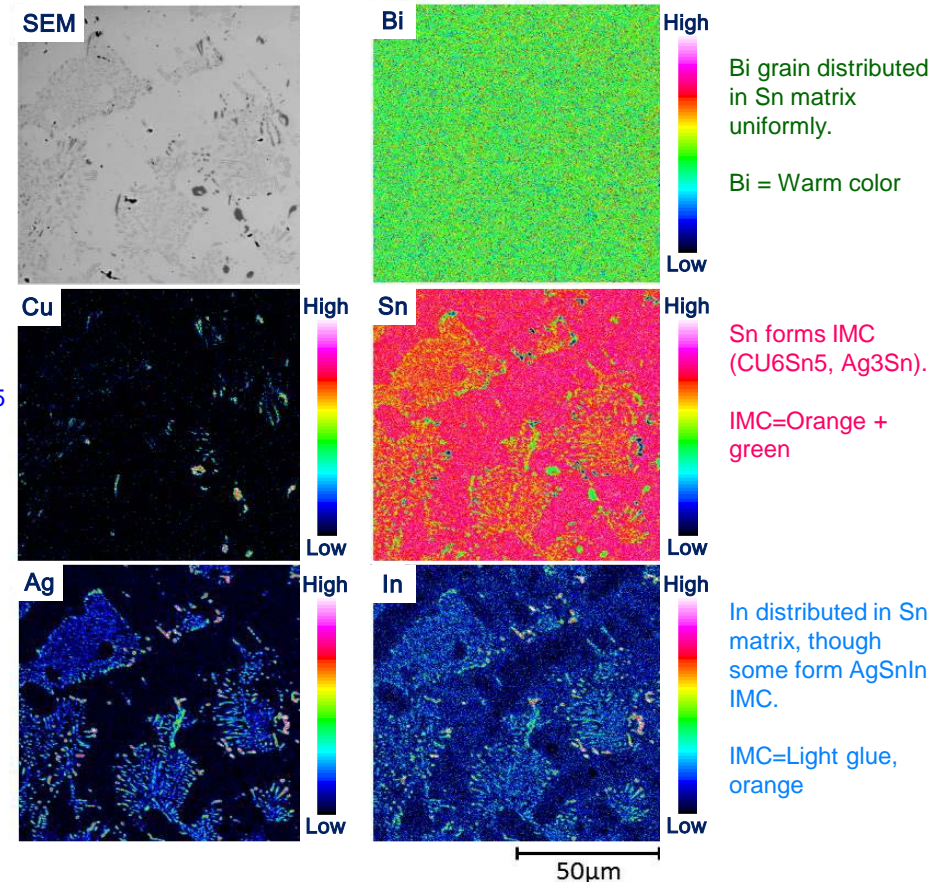 SEM
Bi
High
Low
Bi grain distributed
in Sn matrix
uniformly.
Bi = Warm color
Cu
High
Low
Sn
High
Low
Sn forms IMC
(CU6Sn5, Ag3Sn).
IMC=Orange +
green
5
Ag
High
Low
In
High
Low
In distributed in Sn
matrix, though
some form AgSnIn
IMC.
IMC=Light glue,
orange
50μm